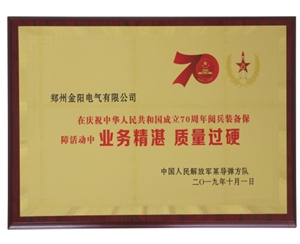 70
郑州金阳电气有限公司
在庆祝中华人民共和国成立70周年阅兵装备保
障活动中 业务精湛 质量过硬
中国人民解放军某导弹方队
二〇一九年十月一日